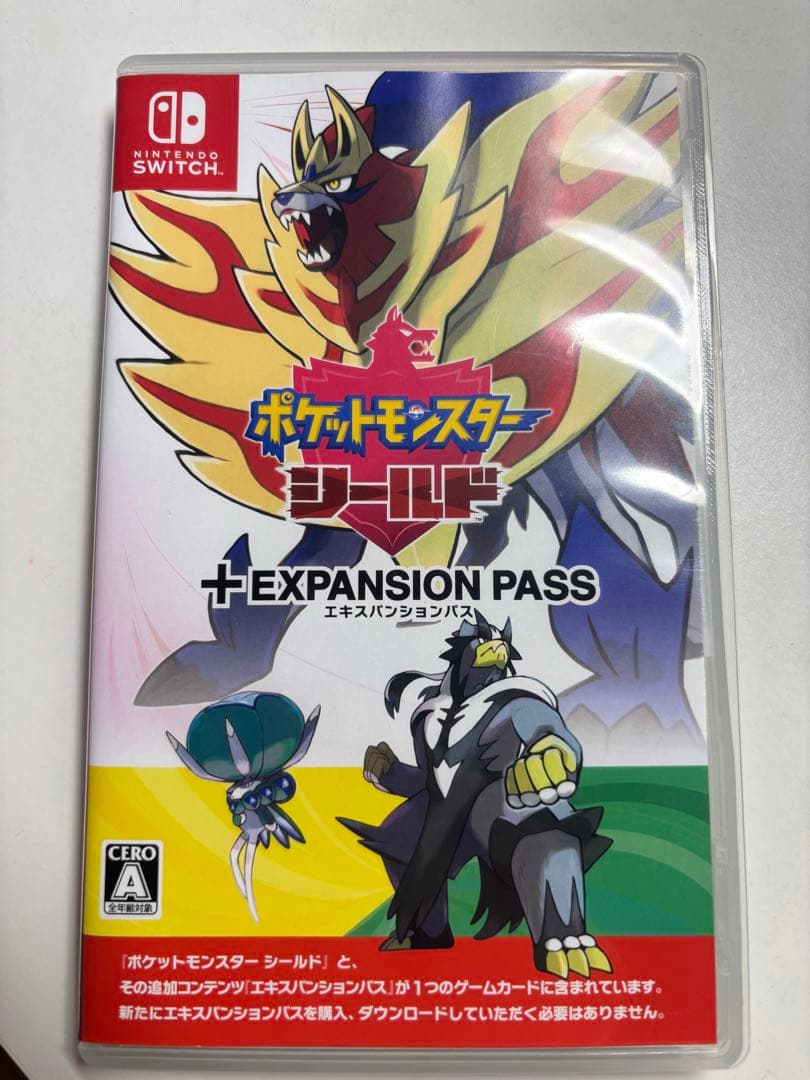 NINTENDO
SWITCH™
ポケットモンスター
シールド™
+EXPANSION PASS
エキスパンションパス
CERO
A
全年齢対象
『ポケットモンスター シールド』と、
その追加コンテンツ『エキスパンションパス』が1つのゲームカードに含まれています。
新たにエキスパンションパスを購入、ダウンロードしていただく必要はありません。